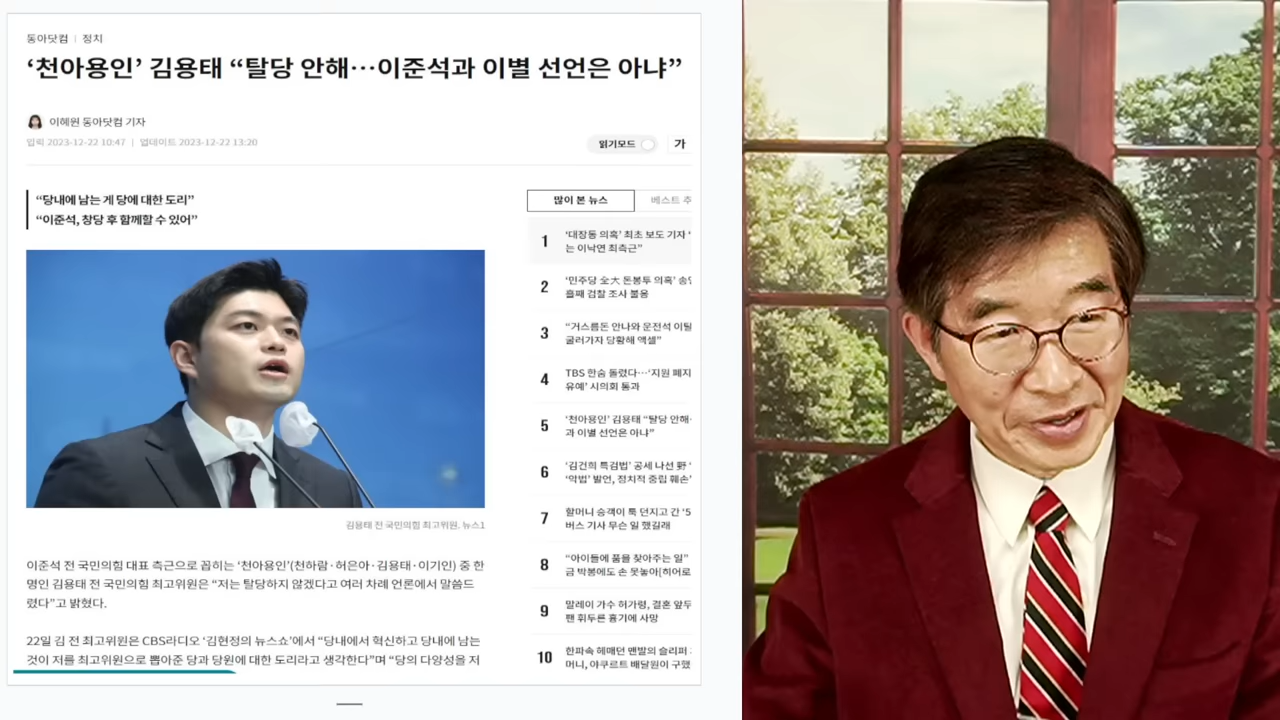 동아닷컴 | 정치
‘천아용인’ 김용태 “탈당 안해…이준석과 이별 선언은 아냐”
이혜원 동아닷컴 기자
입력 2023-12-22 10:47 | 업데이트 2023-12-22 13:20
읽기모드
가
“당내에 남는 게 당에 대한 도리”
“이준석, 창당 후 함께할 수 있어”
김용태 전 국민의힘 최고위원. 뉴스1
이준석 전 국민의힘 대표 측근으로 꼽히는 ‘천아용인’(천하람·허은아·김용태·이기인) 중 한
명인 김용태 전 국민의힘 최고위원은 “저는 탈당하지 않겠다고 여러 차례 언론에서 말씀드
렸다”고 밝혔다.
22일 김 전 최고위원은 CBS라디오 ‘김현정의 뉴스쇼’에서 “당내에서 혁신하고 당내에 남는
것이 저를 최고위원으로 뽑아준 당과 당원에 대한 도리라고 생각한다”며 “당의 다양성을 저
많이 본 뉴스
베스트 추
1 ‘대장동 의혹’ 최초 보도 기자 ‘
는 이낙연 최측근”
2 ‘민주당 全大 돈봉투 의혹’ 송영
흘째 검찰 조사 불응
3 “거스름돈 안나와 운전석 이탈
굴러가자 당황해 액셀”
4 TBS 한숨 돌렸다…‘지원 폐지
유예’ 시의회 통과
5 ‘천아용인’ 김용태 “탈당 안해·
과 이별 선언은 아냐”
6 ‘김건희 특검법’ 공세 나선 野 ‘
‘악법’ 발언, 정치적 중립 훼손’
7 할머니 승객이 툭 던지고 간 ‘5
버스 기사 무슨 일 했길래
8 “아이들에 품을 찾아주는 일”
금 박봉에도 손 못놓아[히어로
9 말레이 가수 허가령, 결혼 앞두
팬 휘두른 흉기에 사망
10 한파속 헤매던 맨발의 슬리퍼
머니, 야쿠르트 배달원이 구했